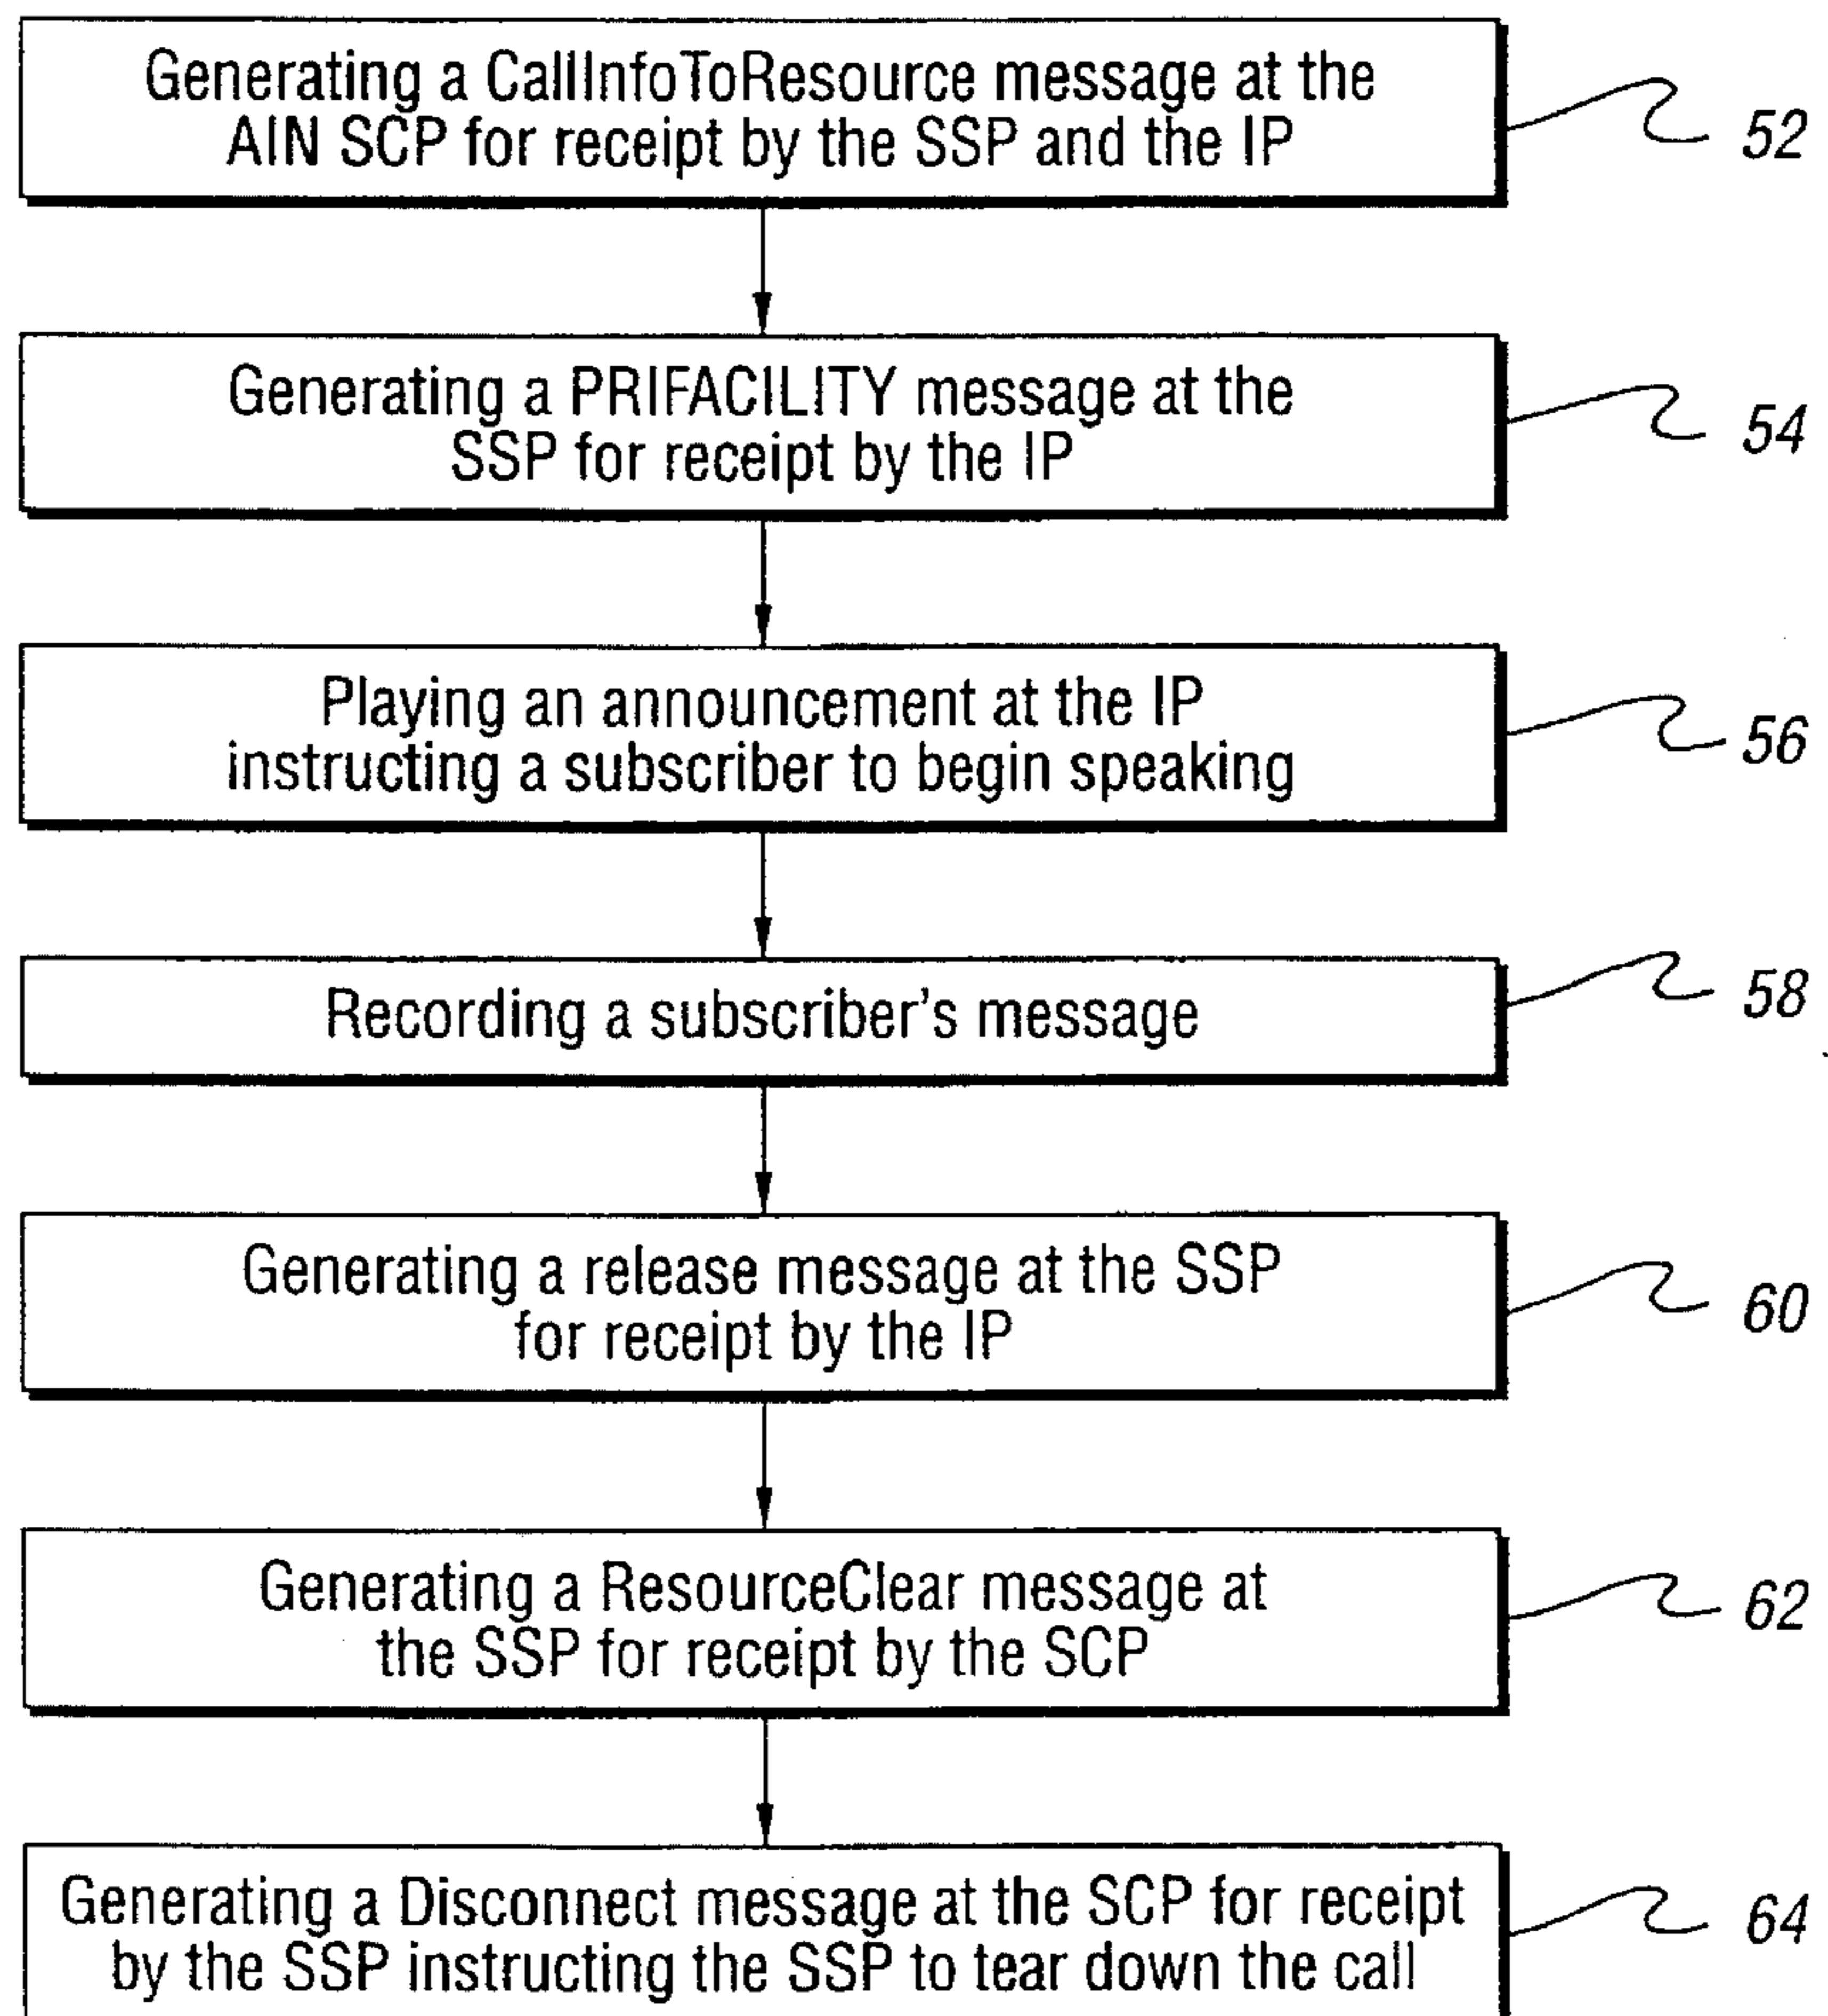 Generating a CallInfoToResource message at the
AIN SCP for receipt by the SSP and the IP
52
Generating a PRIFACILITY message at the
SSP for receipt by the IP
54
Playing an announcement at the IP
instructing a subscriber to begin speaking
56
Recording a subscriber's message
58
Generating a release message at the SSP
for receipt by the IP
60
Generating a ResourceClear message at
the SSP for receipt by the SCP
62
Generating a Disconnect message at the SCP for receipt
by the SSP instructing the SSP to tear down the call
64